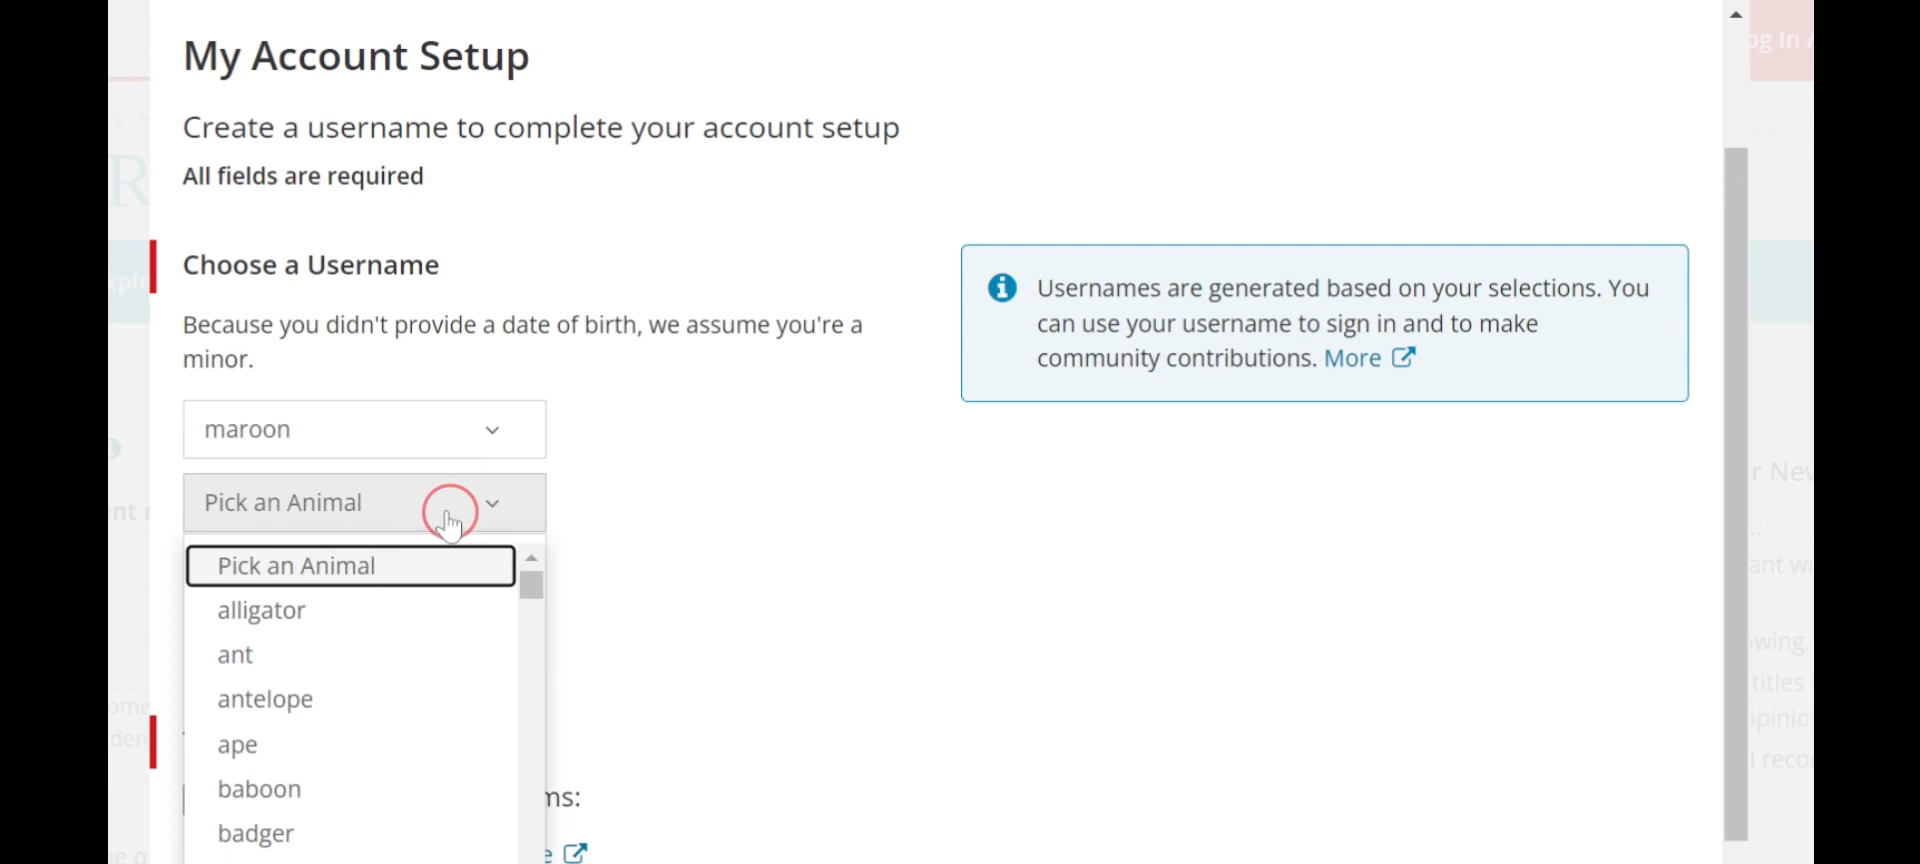 My Account Setup
Create a username to complete your account setup
All fields are required
Choose a Username
Because you didn't provide a date of birth, we assume you're a
minor.
Usernames are generated based on your selections. You
can use your username to sign in and to make
community contributions. More
maroon
Pick an Animal
Pick an Animal
alligator
ant
antelope
ape
baboon
badger